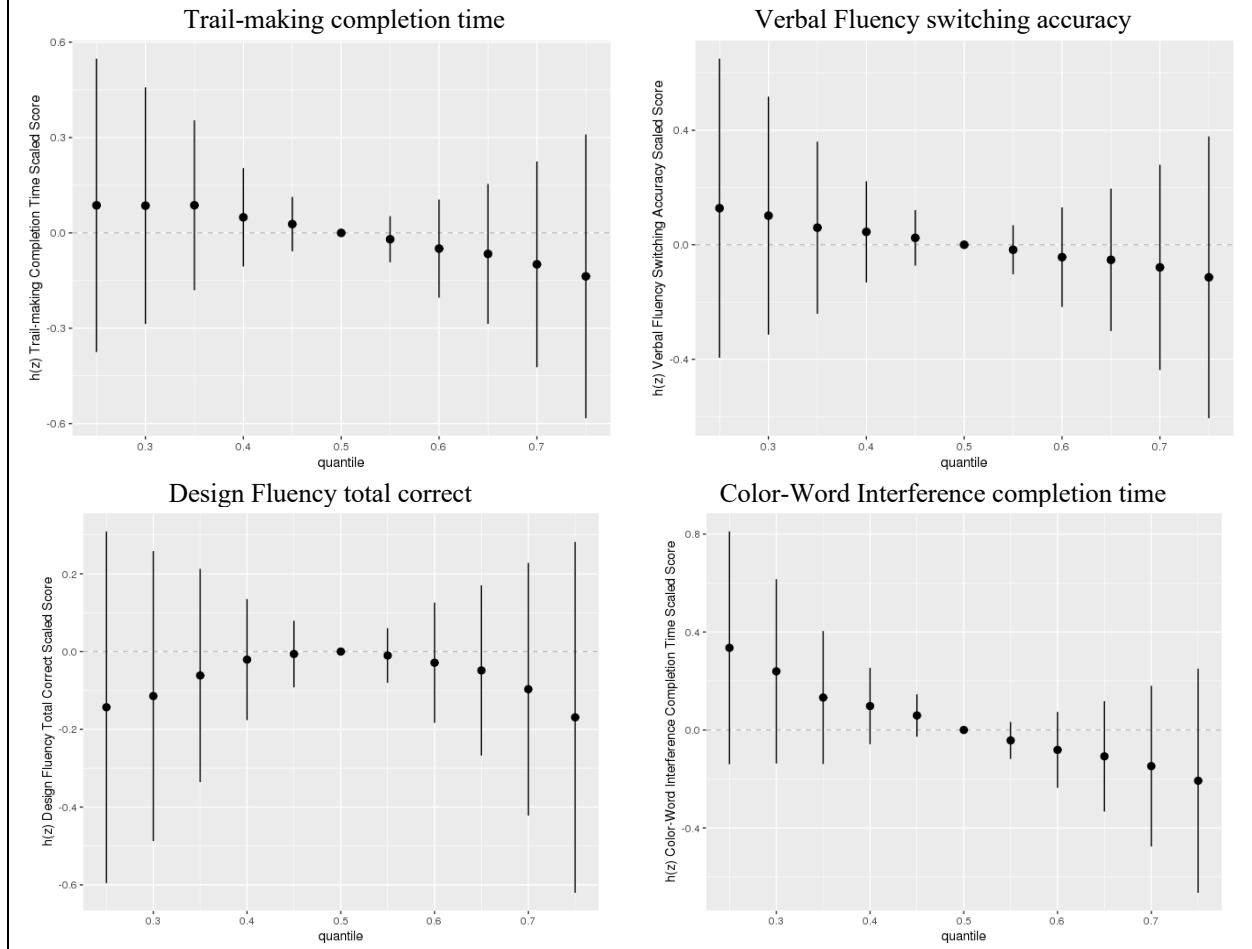 Trail-making completion time
h(z) Trail-making Completion Time Scaled Score
0.6
0.3
0.0
-0.3
-0.6
0.3 0.4 0.5 0.6 0.7
quantile
Verbal Fluency switching accuracy
h(z) Verbal Fluency Switching Accuracy Scaled Score
0.4
0.0
-0.4
0.3 0.4 0.5 0.6 0.7
quantile
Design Fluency total correct
h(z) Design Fluency Total Correct Scaled Score
0.2
0.0
-0.2
-0.4
-0.6
0.3 0.4 0.5 0.6 0.7
quantile
Color-Word Interference completion time
h(z) Color-Word Interference Completion Time Scaled Score
0.8
0.4
0.0
-0.4
0.3 0.4 0.5 0.6 0.7
quantile